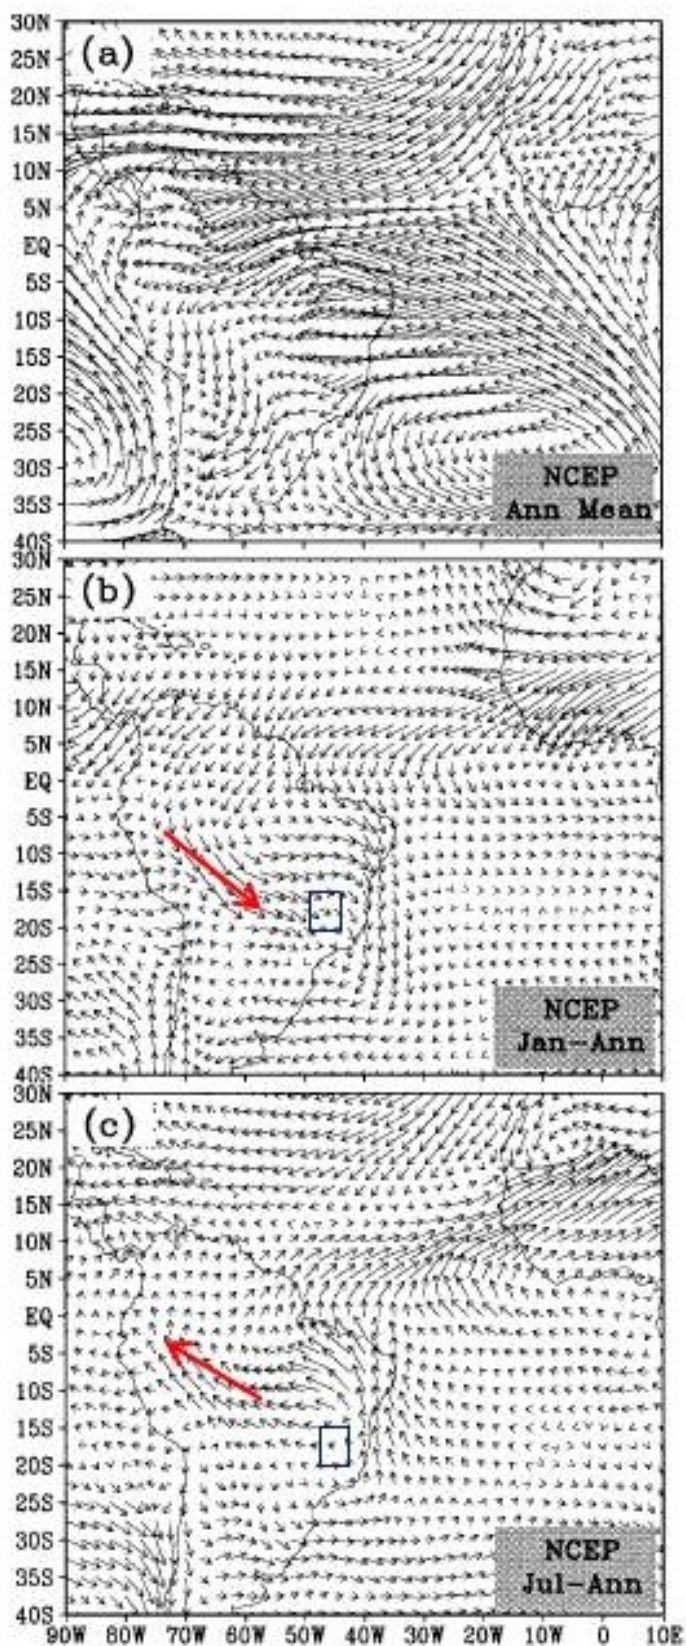 30N
(a)
25N
20N
15N
10N
5N
EQ
5S
10S
15S
20S
25S
30S
NCEP
35S
Ann Mean
40S
30N
(b)
25N
20N
15N
10N
5N
EQ
5S
10S
15S
20S
25S
30S
NCEP
35S
Jan-Ann
40S
30N
(c)
25N
20N
15N
10N
5N
EQ
5S
10S
15S
20S
25S
30S
NCEP
35S
Jul-Ann
40S
90W 80W 70W 60W 50W 40W 30W 20W 10W 0 10E